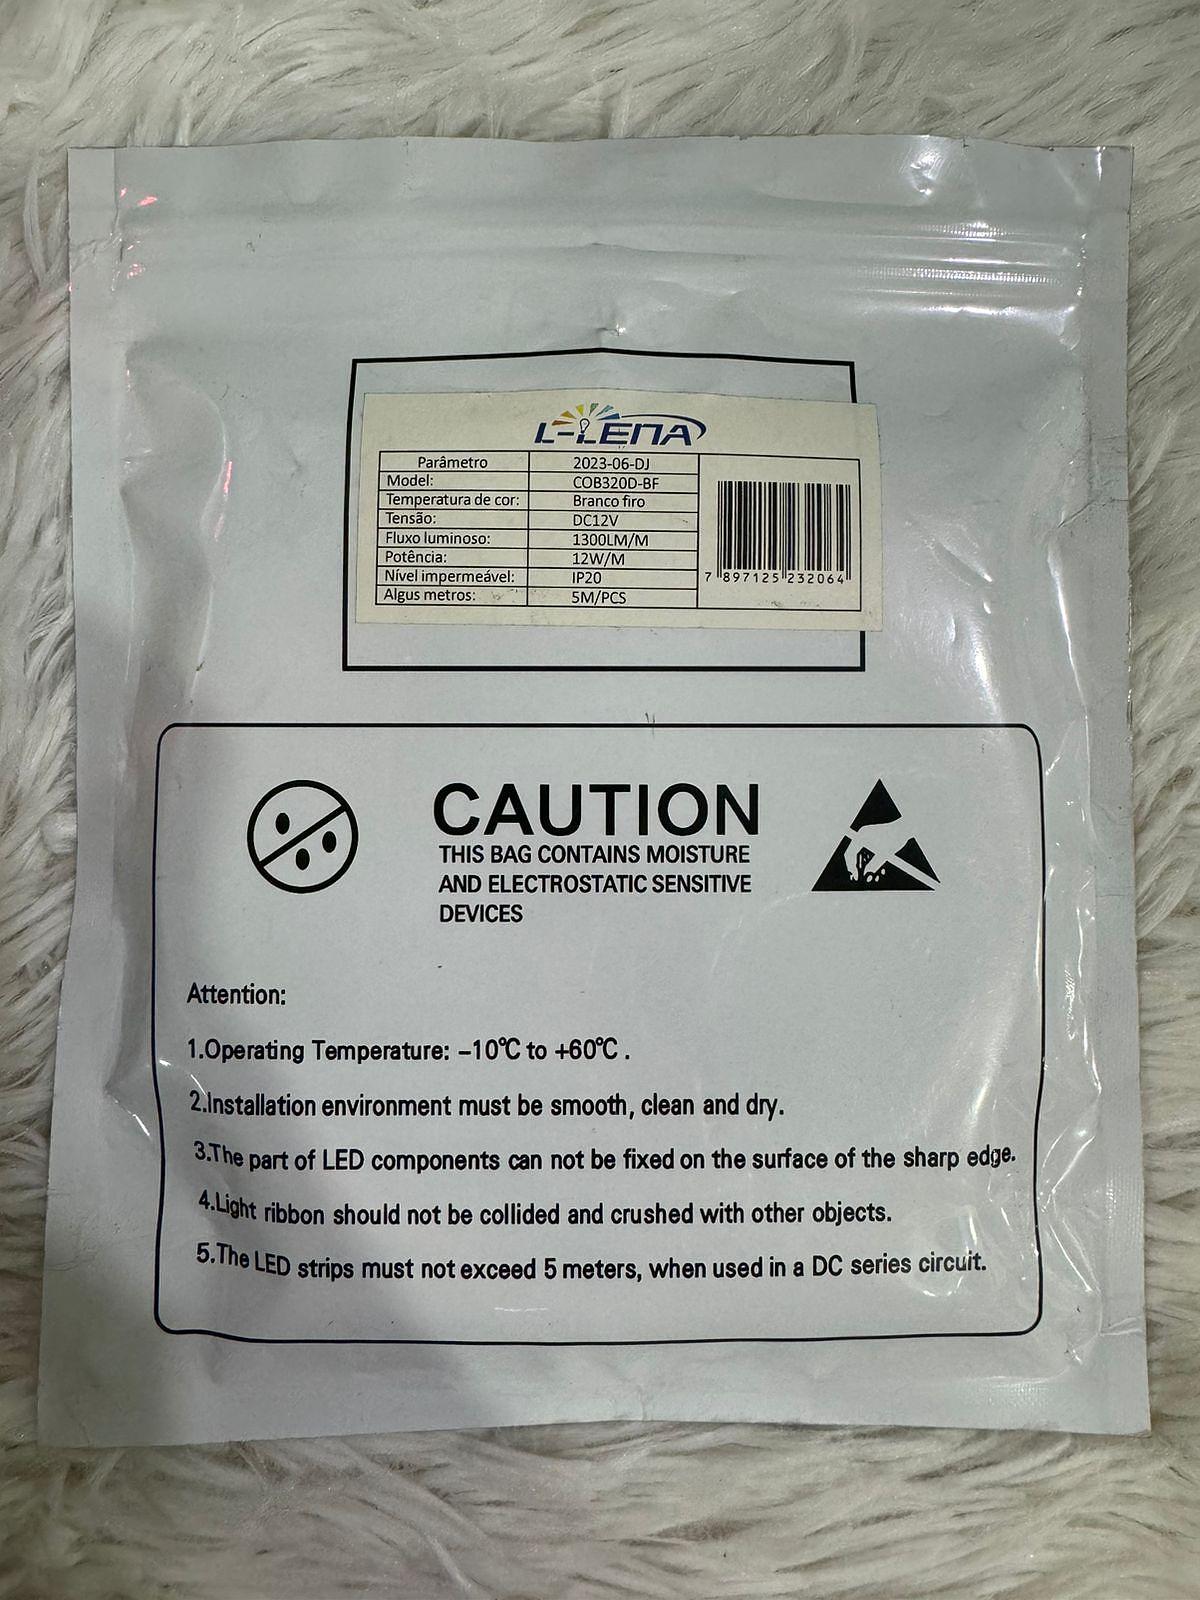 L-LENA
Parâmetro 2023-06-DJ
Model: COB320D-BF
Temperatura de cor: Branco firo
Tensão: DC12V
Fluxo luminoso: 1300LM/M
Potência: 12W/M
Nível impermeável: IP20
Algus metros: 5M/PCS
7 897125 232064
CAUTION
THIS BAG CONTAINS MOISTURE
AND ELECTROSTATIC SENSITIVE
DEVICES
Attention:
1.Operating Temperature: -10℃ to +60℃ .
2.Installation environment must be smooth, clean and dry.
3.The part of LED components can not be fixed on the surface of the sharp edge.
4.Light ribbon should not be collided and crushed with other objects.
5.The LED strips must not exceed 5 meters, when used in a DC series circuit.